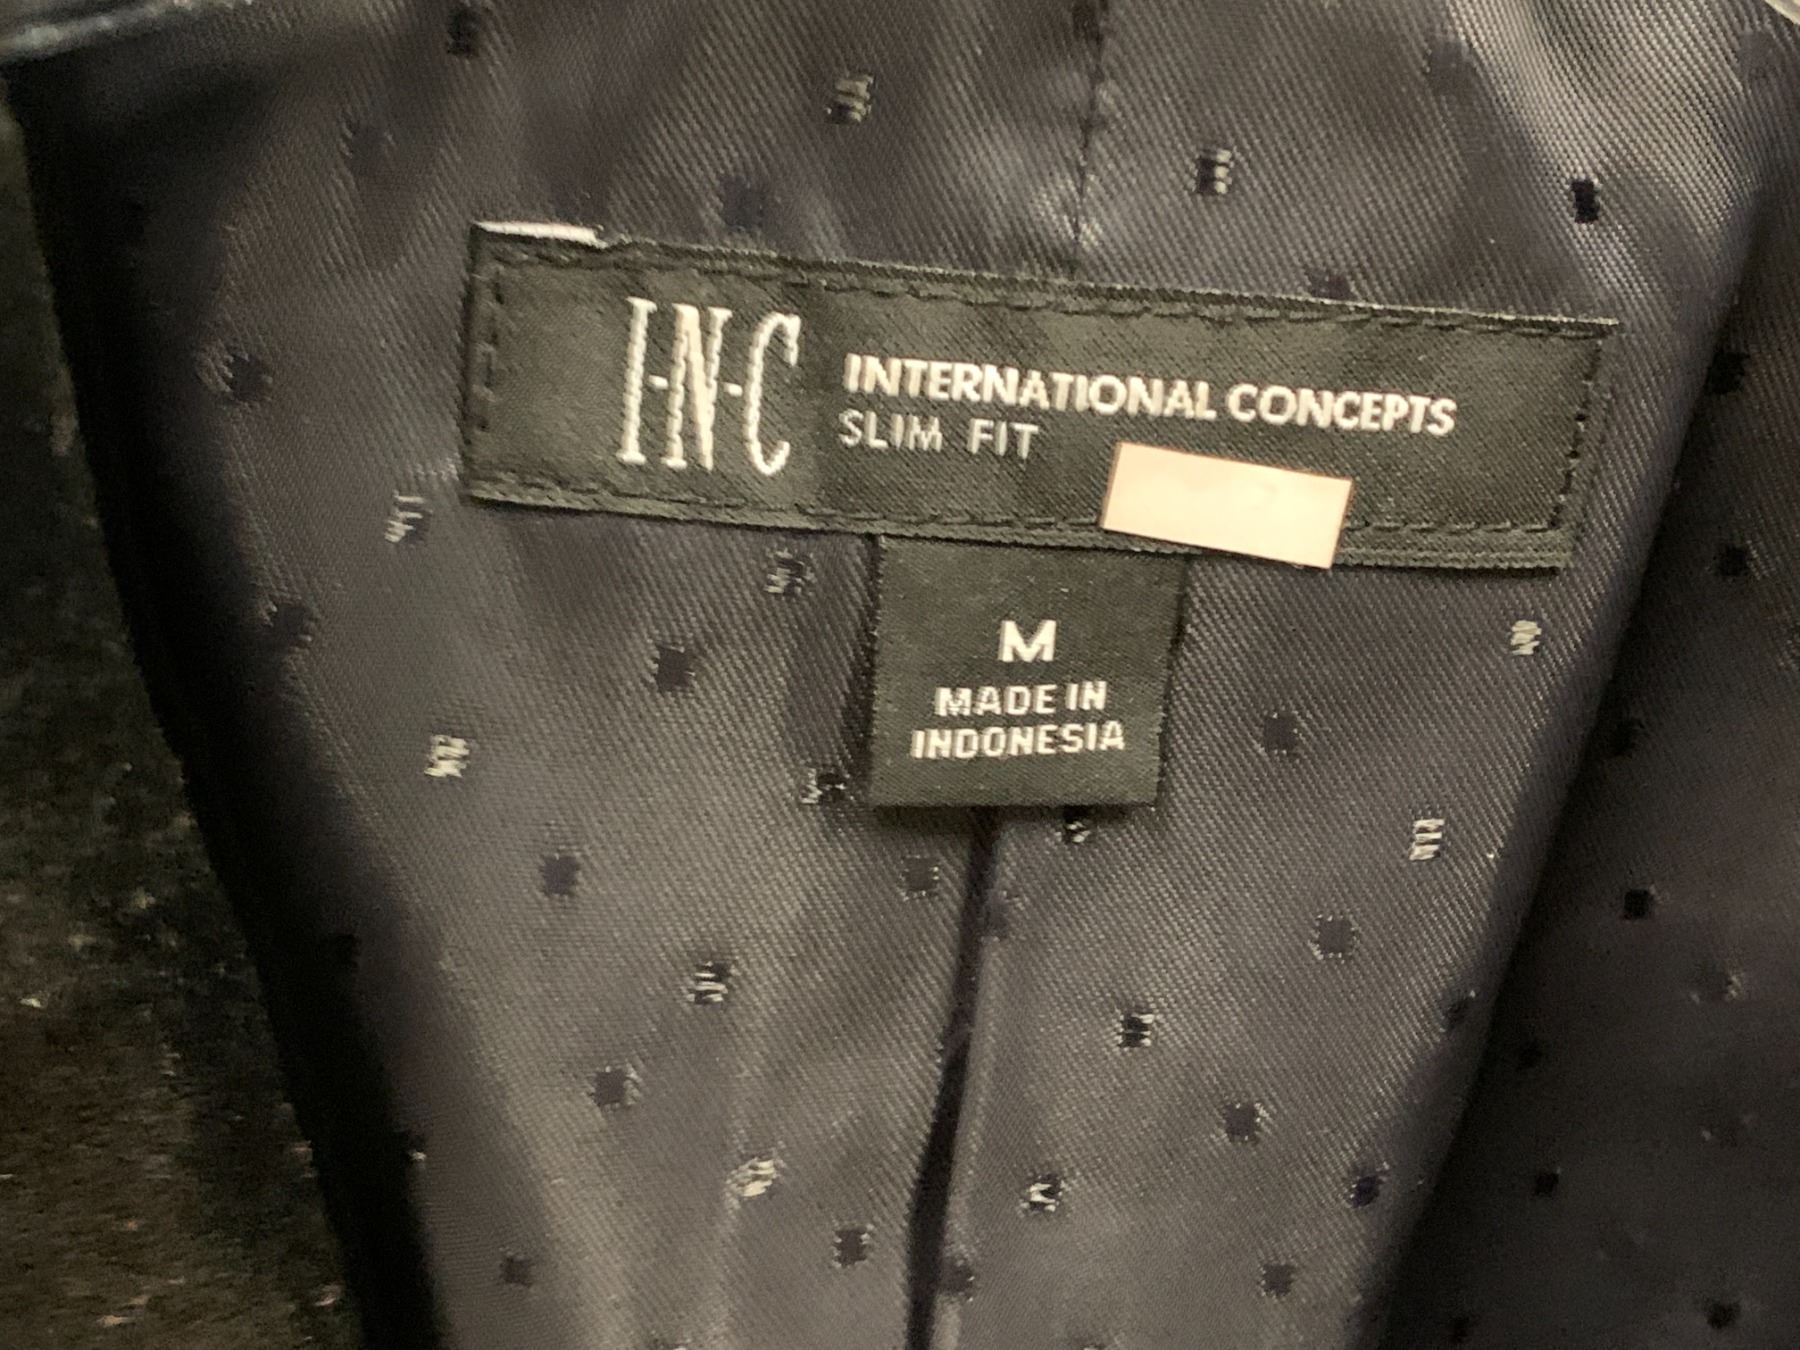 I·N·C
INTERNATIONAL CONCEPTS
SLIM FIT
M
MADE IN
INDONESIA